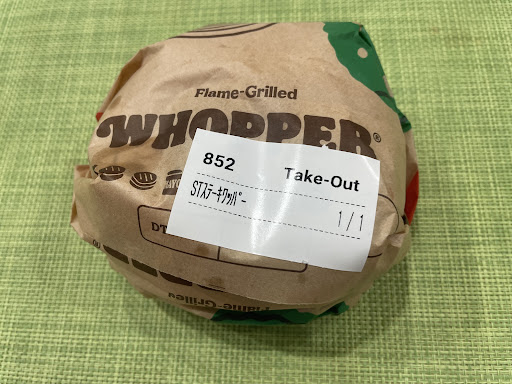 Flame-Grilled
WHOPPER®
852 Take-Out
STｽﾃｰｷﾜｯﾊﾟｰ
1/1
DT
Flame-Grilled